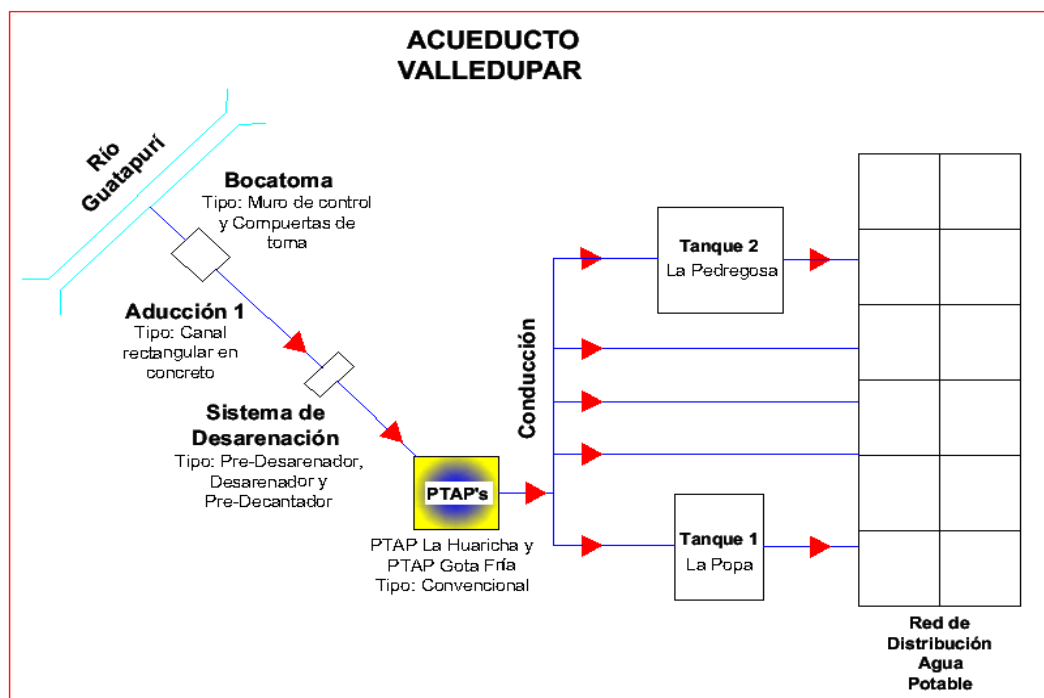 ACUEDUCTO
VALLEDUPAR
Río
Guatapurí
Bocatoma
Tipo: Muro de control
y Compuertas de
toma
Aducción 1
Tipo: Canal
rectangular en
concreto
Sistema de
Desarenación
Tipo: Pre-Desarenador,
Desarenador y
Pre-Decantador
PTAP's
PTAP La Huaricha y
PTAP Gota Fría
Tipo: Convencional
Conducción
Tanque 2
La Pedregosa
Tanque 1
La Popa
Red de
Distribución
Agua
Potable